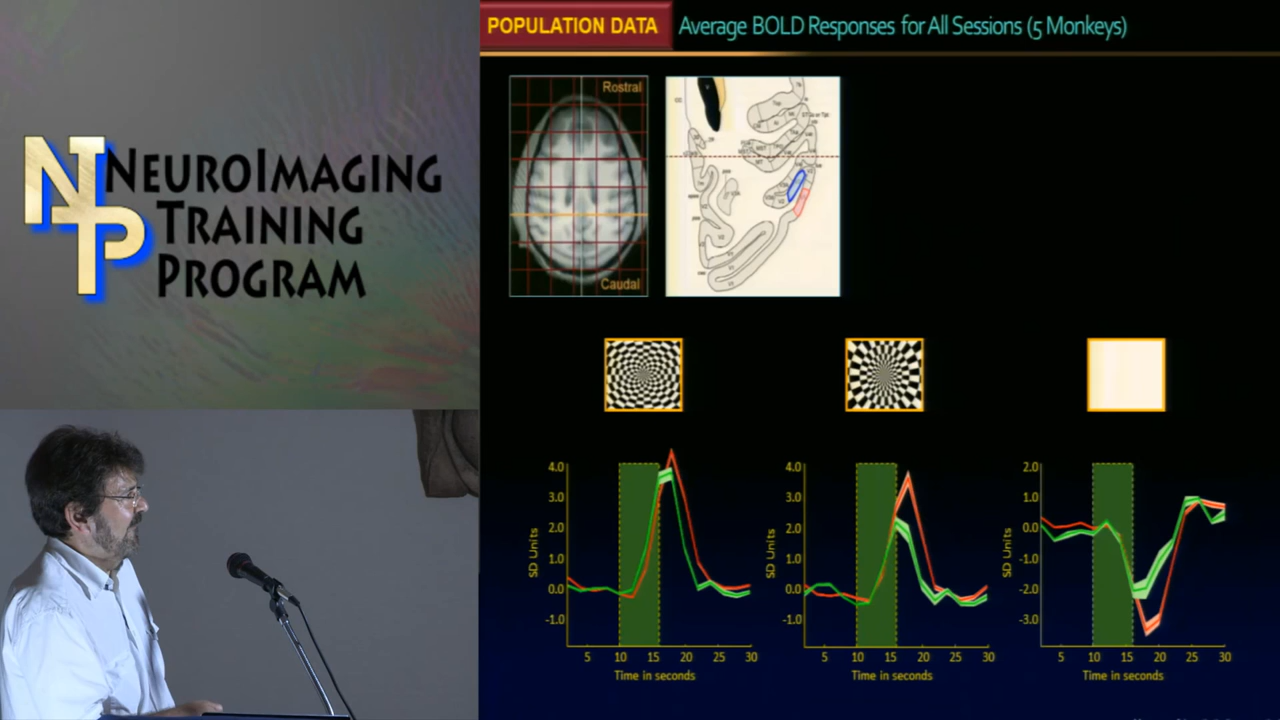 NTP
NEUROIMAGING
TRAINING
PROGRAM
POPULATION DATA
Average BOLD Responses for All Sessions (5 Monkeys)
Rostral
Caudal
4.0
3.0
2.0
1.0
0.0
-1.0
SD Units
5 10 15 20 25 30
Time in seconds
4.0
3.0
2.0
1.0
0.0
-1.0
SD Units
5 10 15 20 25 30
Time in seconds
2.0
1.0
0.0
-1.0
-2.0
-3.0
SD Units
5 10 15 20 25 30
Time in seconds